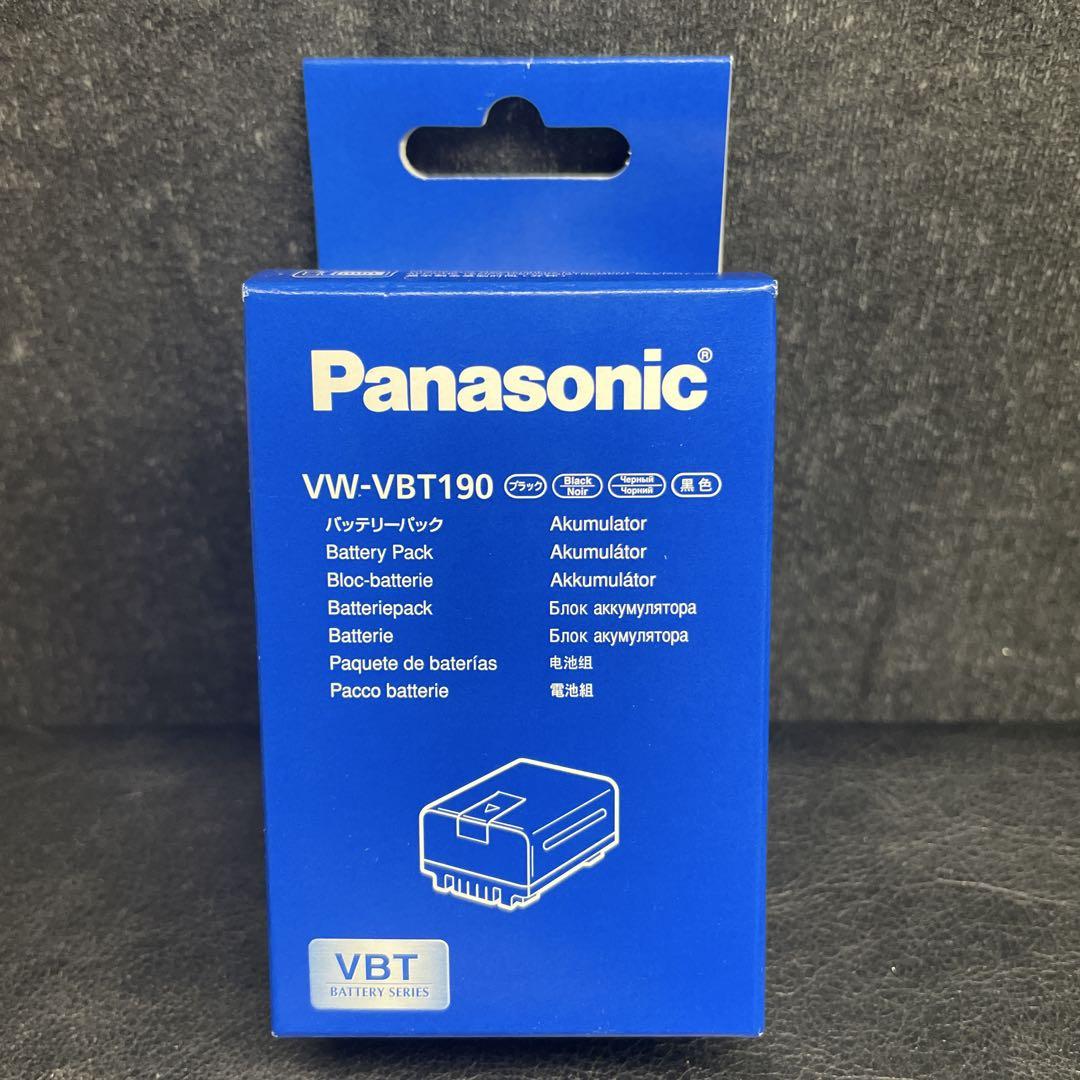 Panasonic®
VW-VBT190 ブラック Black Noir Черный Чорний 黒色
バッテリーパック
Battery Pack
Bloc-batterie
Batteriepack
Batterie
Paquete de baterías
Pacco batterie
Akumulator
Akumulátor
Akkumulátor
Блок аккумулятора
Блок акумулятора
电池组
電池組
VBT
BATTERY SERIES